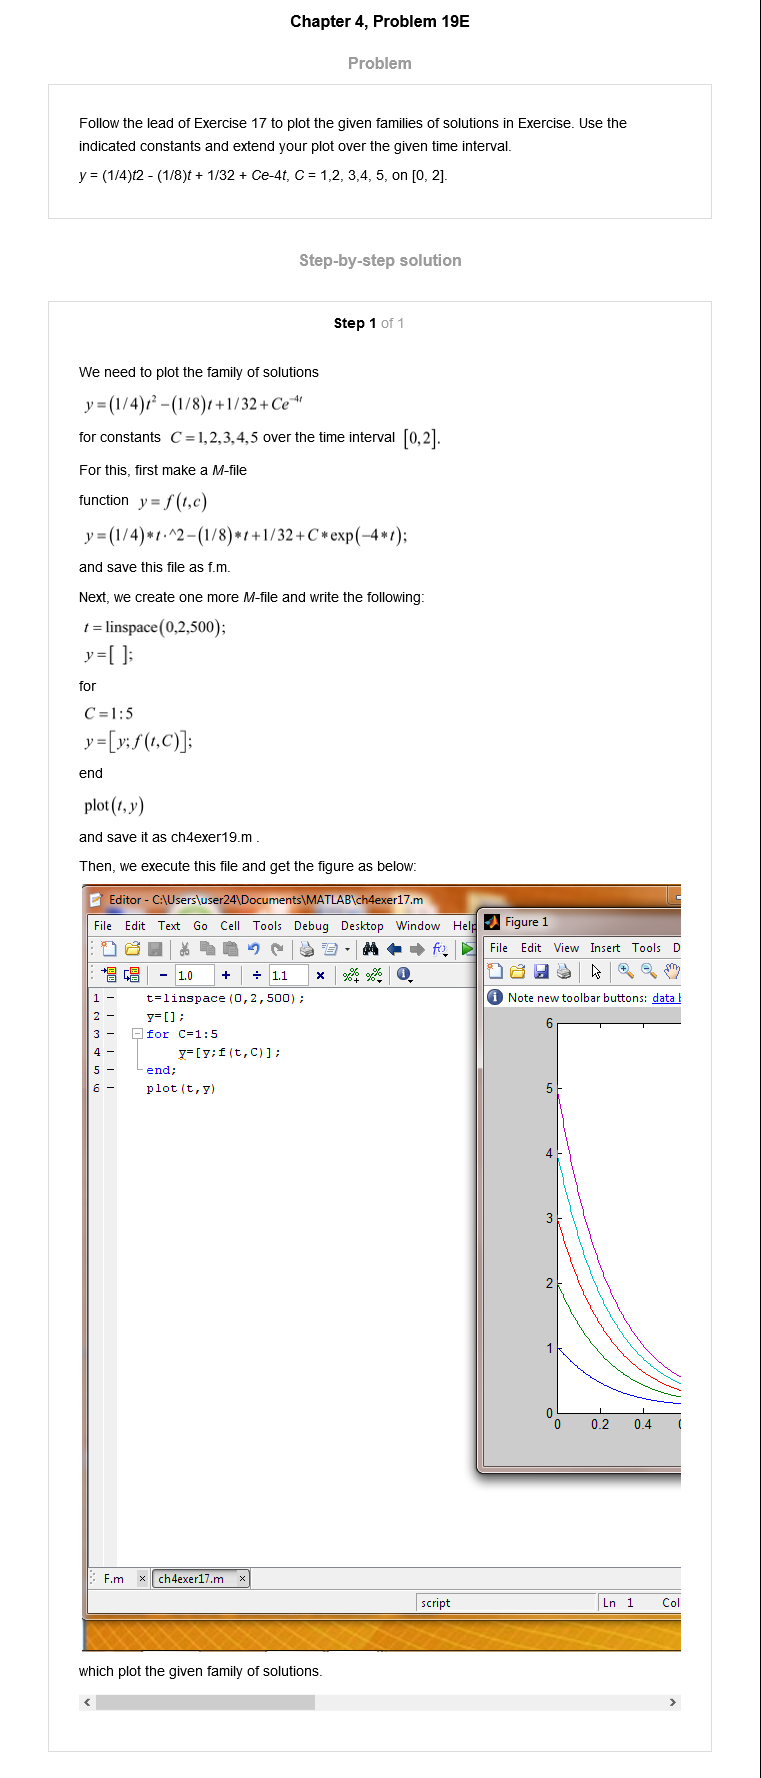 Chapter 4, Problem 19E
Problem
Follow the lead of Exercise 17 to plot the given families of solutions in Exercise. Use the
indicated constants and extend your plot over the given time interval.
y = (1/4)t2 - (1/8)t + 1/32 + Ce-4t, C = 1,2, 3,4, 5, on [0, 2].
Step-by-step solution
Step 1 of 1
We need to plot the family of solutions
y = (1/4)t² − (1/8)t + 1/32 + Ce⁻⁴ᵗ
for constants C = 1, 2, 3, 4, 5 over the time interval [0, 2].
For this, first make a M-file
function y = f(t,c)
y = (1/4)*t·^2 − (1/8)*t + 1/32 + C*exp(−4*t);
and save this file as f.m.
Next, we create one more M-file and write the following:
t = linspace(0,2,500);
y = [ ];
for
C = 1:5
y = [y; f(t,C)];
end
plot(t, y)
and save it as ch4exer19.m .
Then, we execute this file and get the figure as below:
Editor - C:\Users\user24\Documents\MATLAB\ch4exer17.m
File Edit Text Go Cell Tools Debug Desktop Window Help
1.0 1.1
1 t=linspace(0,2,500);
2 y=[];
3 for C=1:5
4 y=[y;f(t,C)];
5 end;
6 plot(t,y)
Figure 1
File Edit View Insert Tools D
Note new toolbar buttons: data b
6
5
4
3
2
1
0
0 0.2 0.4
F.m ch4exer17.m
script Ln 1 Col
which plot the given family of solutions.